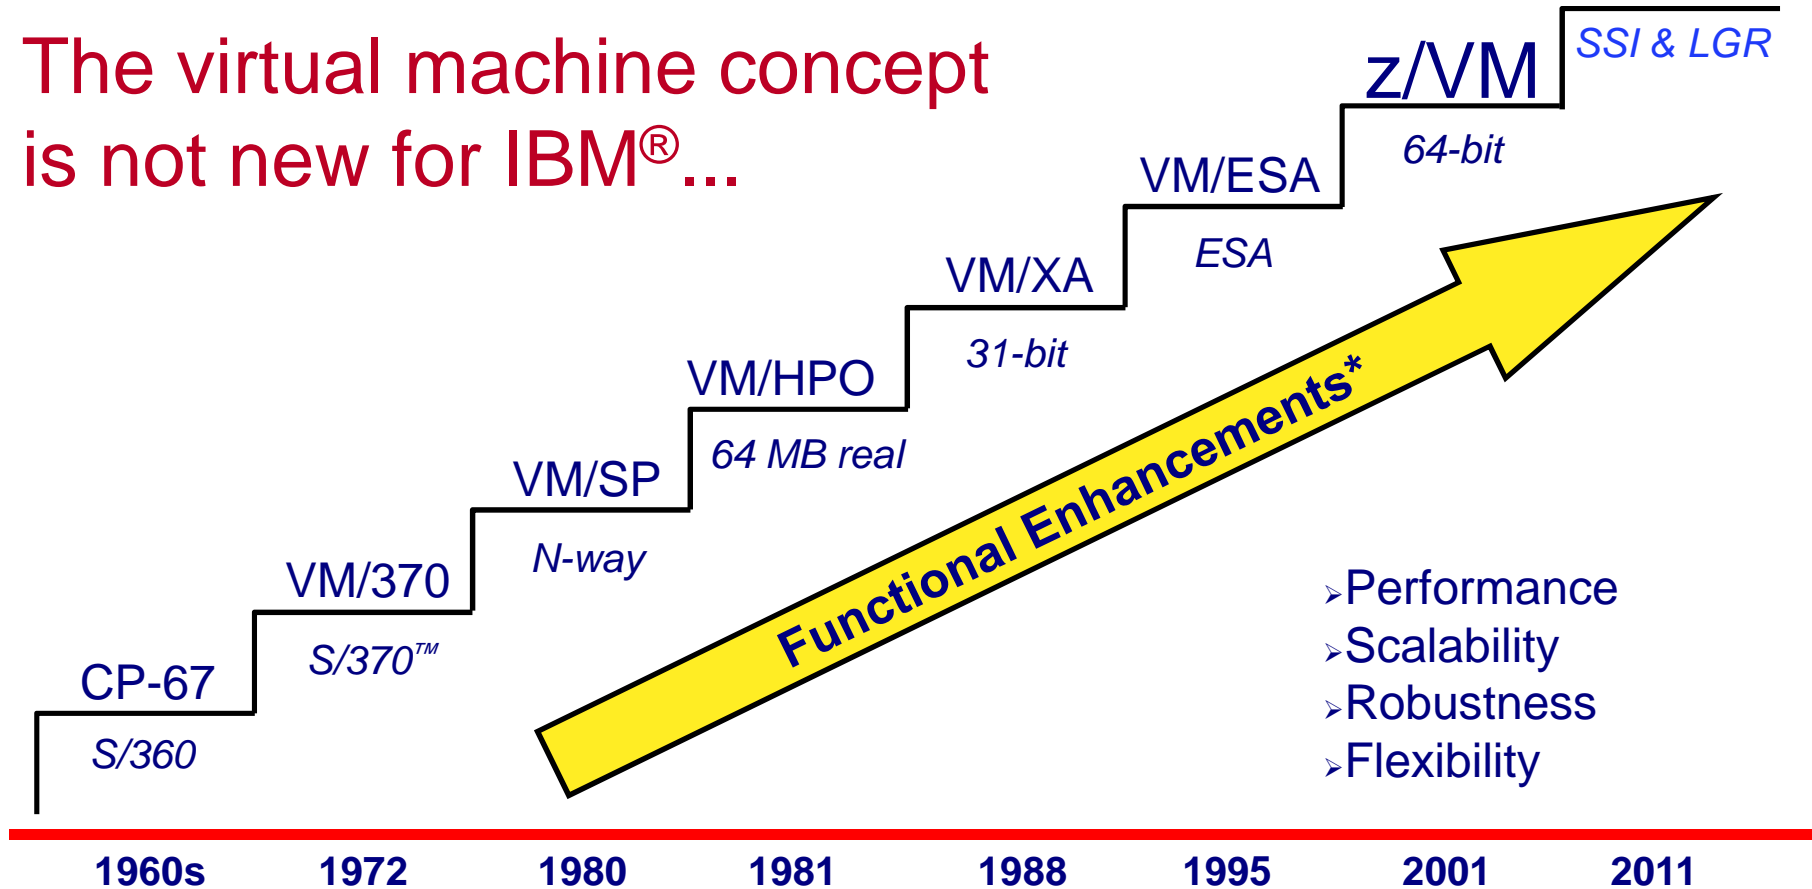 The virtual machine concept
is not new for IBM®...
SSI & LGR
z/VM
64-bit
VM/ESA
ESA
VM/XA
31-bit
VM/HPO
64 MB real
VM/SP
N-way
VM/370
S/370™
CP-67
S/360
Functional Enhancements*
➢Performance
➢Scalability
➢Robustness
➢Flexibility
1960s 1972 1980 1981 1988 1995 2001 2011